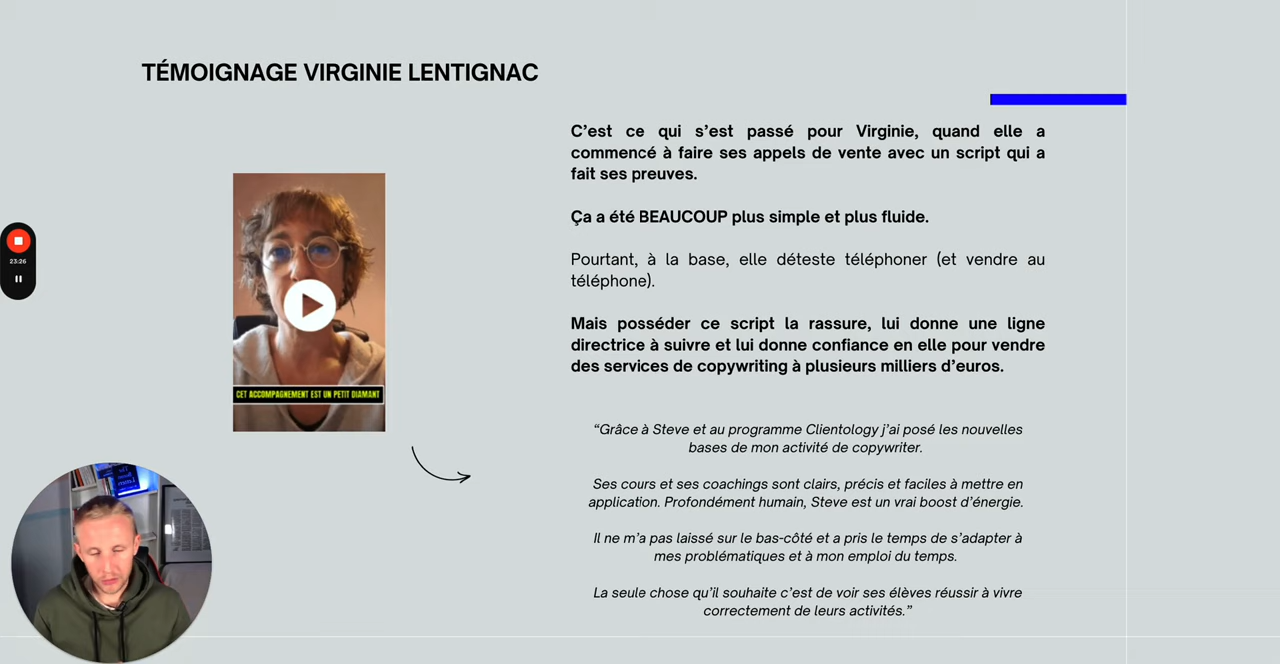 TÉMOIGNAGE VIRGINIE LENTIGNAC
C’est ce qui s’est passé pour Virginie, quand elle a
commencé à faire ses appels de vente avec un script qui a
fait ses preuves.
Ça a été BEAUCOUP plus simple et plus fluide.
Pourtant, à la base, elle déteste téléphoner (et vendre au
téléphone).
Mais posséder ce script la rassure, lui donne une ligne
directrice à suivre et lui donne confiance en elle pour vendre
des services de copywriting à plusieurs milliers d’euros.
23:26
CET ACCOMPAGNEMENT EST UN PETIT DIAMANT
“Grâce à Steve et au programme Clientology j’ai posé les nouvelles
bases de mon activité de copywriter.
Ses cours et ses coachings sont clairs, précis et faciles à mettre en
application. Profondément humain, Steve est un vrai boost d’énergie.
Il ne m’a pas laissé sur le bas-côté et a pris le temps de s’adapter à
mes problématiques et à mon emploi du temps.
La seule chose qu’il souhaite c’est de voir ses élèves réussir à vivre
correctement de leurs activités.”